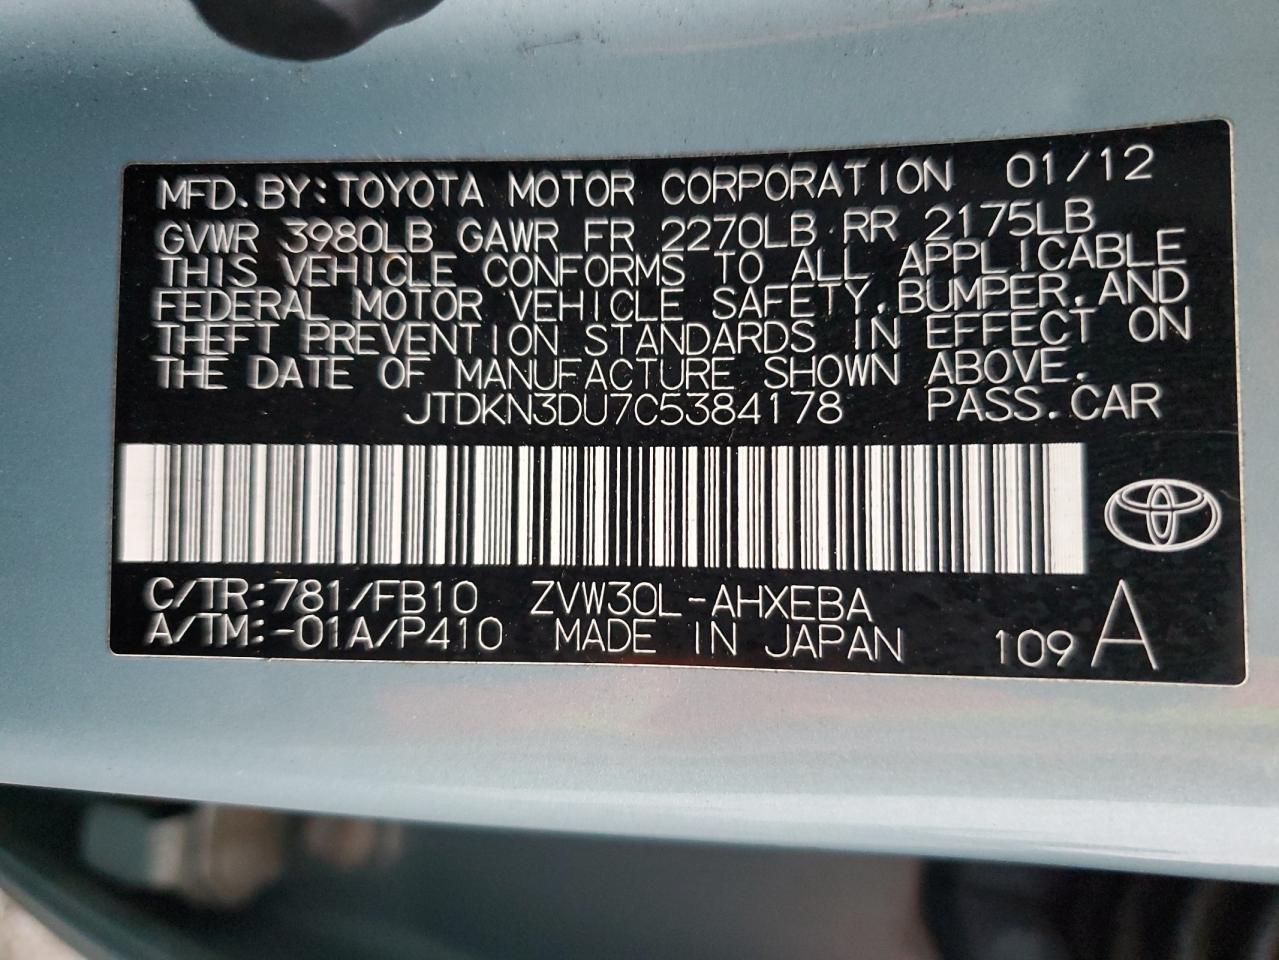 MFD. BY: TOYOTA MOTOR CORPORATION 01/12
GVWR 3980LB GAWR FR 2270LB RR 2175LB
THIS VEHICLE CONFORMS TO ALL APPLICABLE
FEDERAL MOTOR VEHICLE SAFETY, BUMPER, AND
THEFT PREVENTION STANDARDS IN EFFECT ON
THE DATE OF MANUFACTURE SHOWN ABOVE.
JTDKN3DU7C5384178 PASS. CAR
C/TR: 781/FB10 ZVW30L-AHXEBA
A/TM: -01A/P410 MADE IN JAPAN 109 A